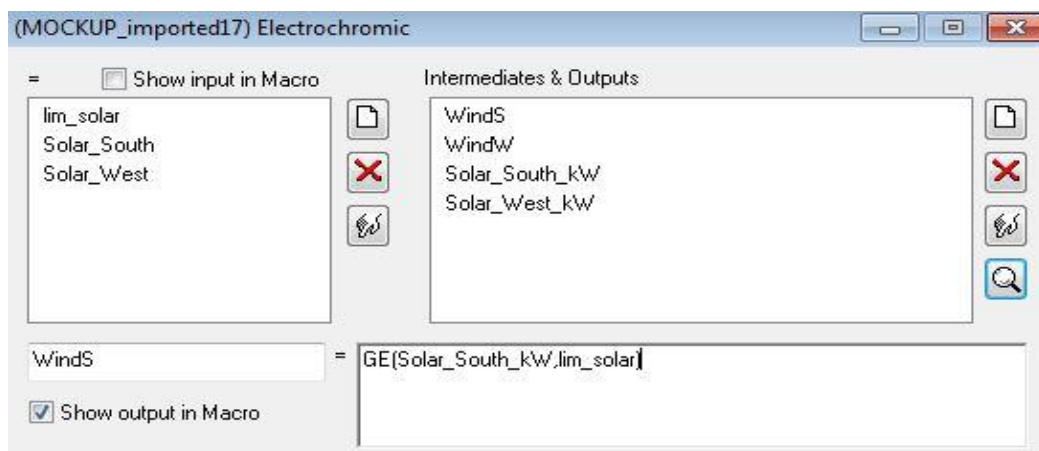 (MOCKUP_imported17) Electrochromic
= Show input in Macro
Intermediates & Outputs
lim_solar
Solar_South
Solar_West
WindS
WindW
Solar_South_kW
Solar_West_kW
WindS = GE(Solar_South_kW,lim_solar)
Show output in Macro